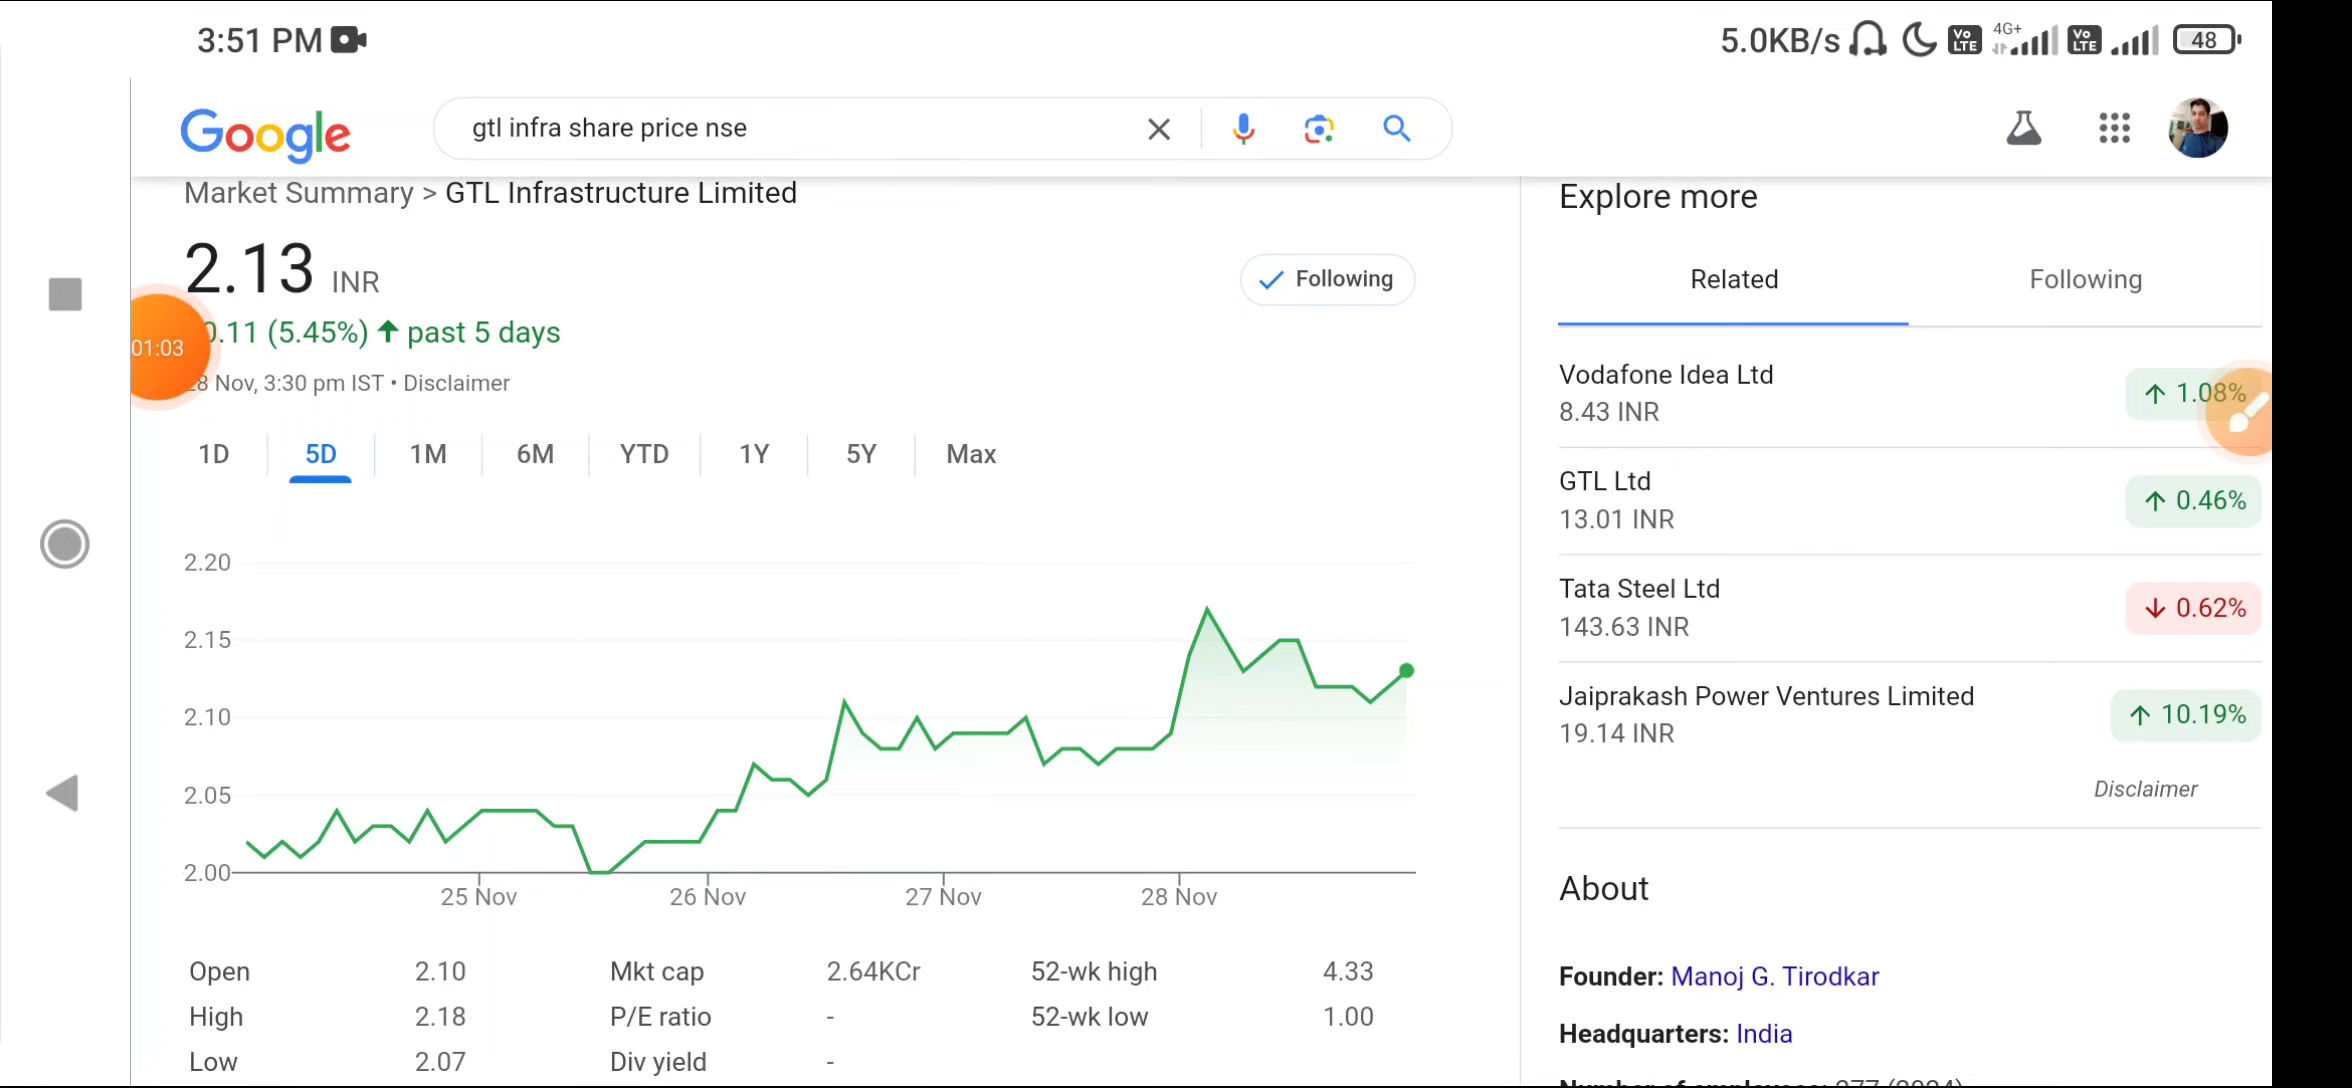 3:51 PM
5.0KB/s 4G+ Vo LTE Vo LTE 48
Google
gtl infra share price nse
Market Summary > GTL Infrastructure Limited
2.13 INR
Following
01:03
0.11 (5.45%) ↑ past 5 days
28 Nov, 3:30 pm IST • Disclaimer
1D 5D 1M 6M YTD 1Y 5Y Max
2.20
2.15
2.10
2.05
2.00
25 Nov 26 Nov 27 Nov 28 Nov
Open 2.10 Mkt cap 2.64KCr 52-wk high 4.33
High 2.18 P/E ratio - 52-wk low 1.00
Low 2.07 Div yield -
Explore more
Related Following
Vodafone Idea Ltd
8.43 INR
↑ 1.08%
GTL Ltd
13.01 INR
↑ 0.46%
Tata Steel Ltd
143.63 INR
↓ 0.62%
Jaiprakash Power Ventures Limited
19.14 INR
↑ 10.19%
Disclaimer
About
Founder: Manoj G. Tirodkar
Headquarters: India